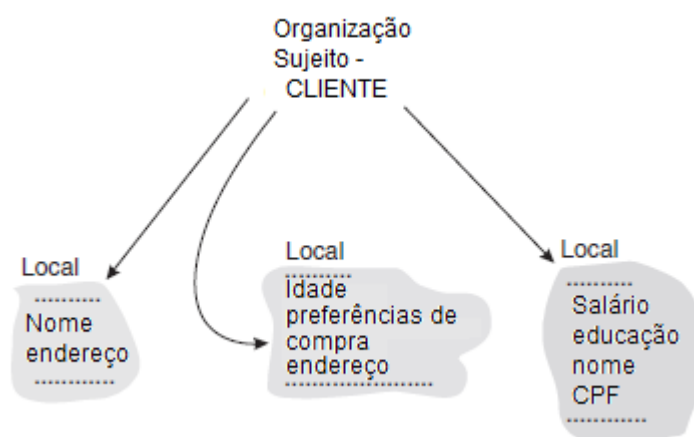 Organização
Sujeito -
CLIENTE
Local
..........
Nome
endereço
............
Local
..........
Idade
preferências de
compra
endereço
......................
Local
..........
Salário
educação
nome
CPF
............